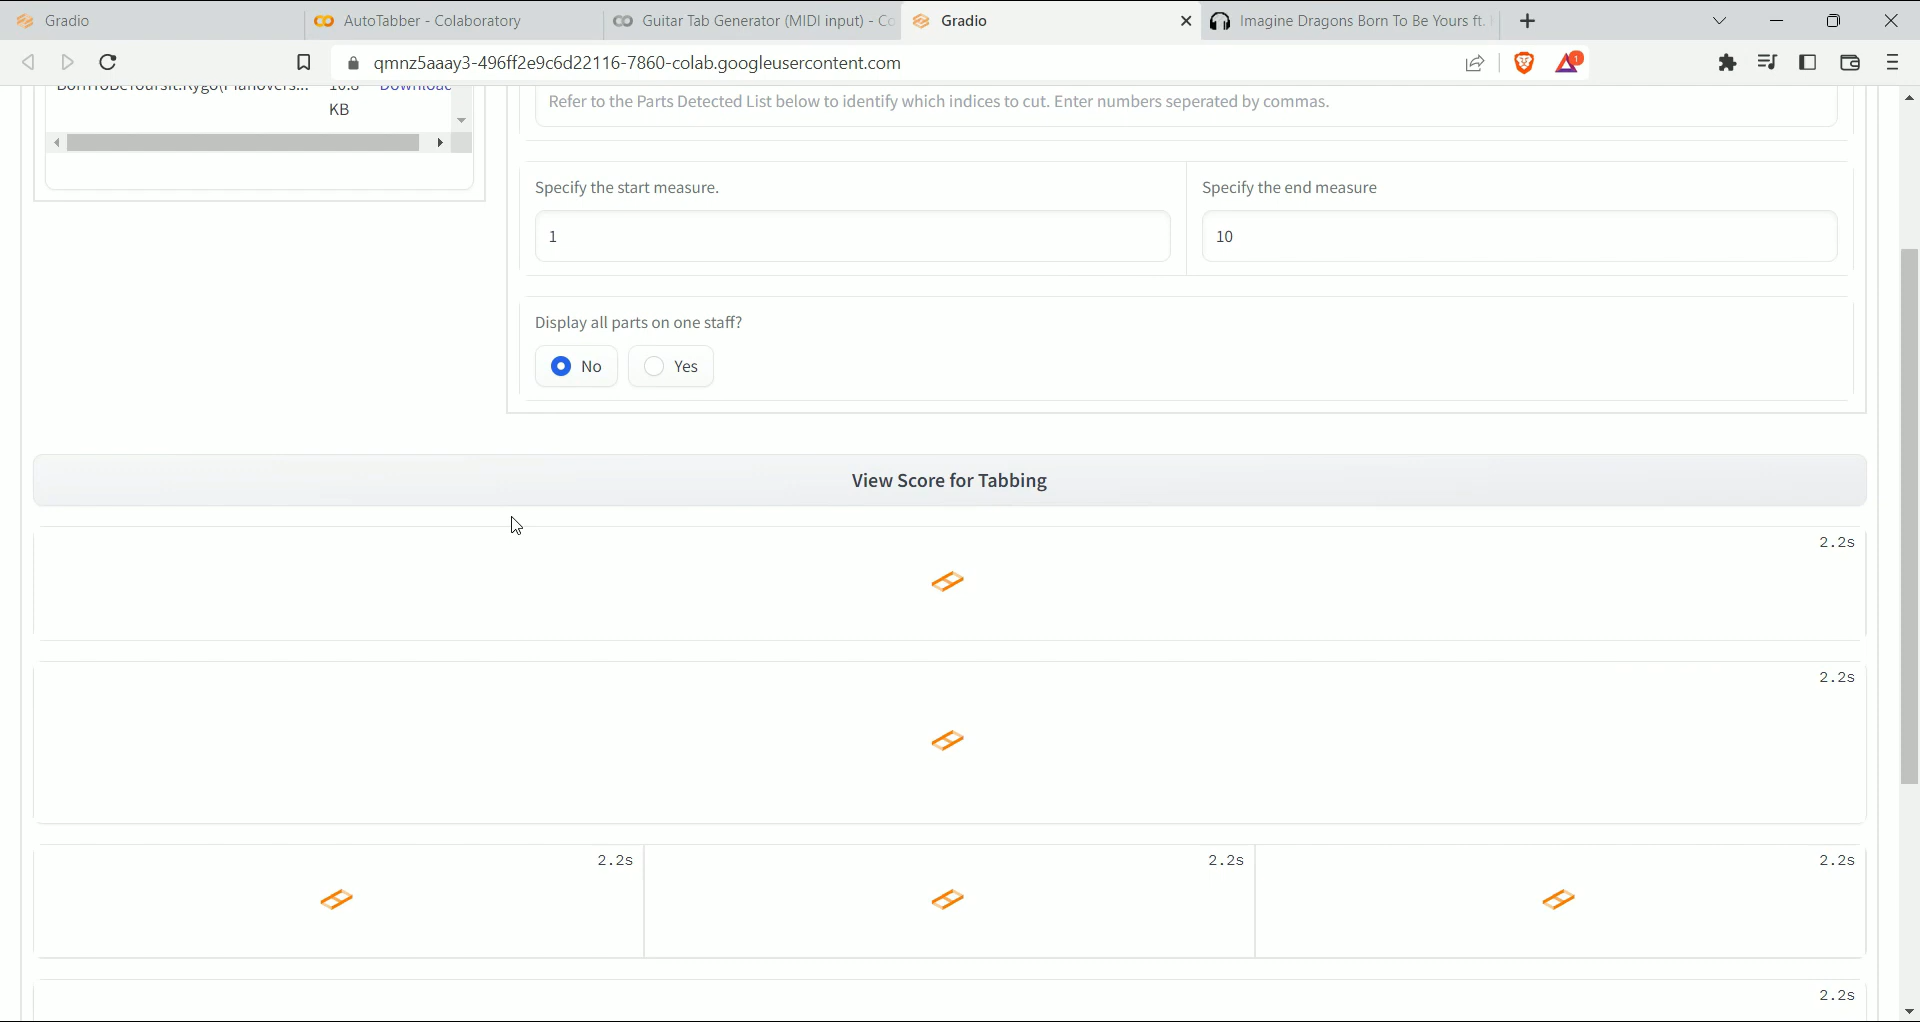 Gradio
AutoTabber - Colaboratory
Guitar Tab Generator (MIDI input) - Co
Gradio
Imagine Dragons Born To Be Yours ft.
qmnz5aaay3-496ff2e9c6d22116-7860-colab.googleusercontent.com
1
KB
Refer to the Parts Detected List below to identify which indices to cut. Enter numbers seperated by commas.
Specify the start measure.
Specify the end measure
1
10
Display all parts on one staff?
No
Yes
View Score for Tabbing
2.2s
2.2s
2.2s
2.2s
2.2s
2.2s